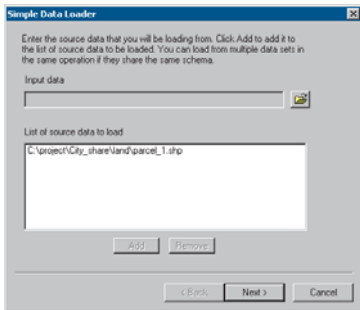 Simple Data Loader
Enter the source data that you will be loading from. Click Add to add it to
the list of source data to be loaded. You can load from multiple data sets in
the same operation if they share the same schema.
Input data
List of source data to load
C:\project\City_share\land\parcel_1.shp
Add Remove
< Back Next > Cancel